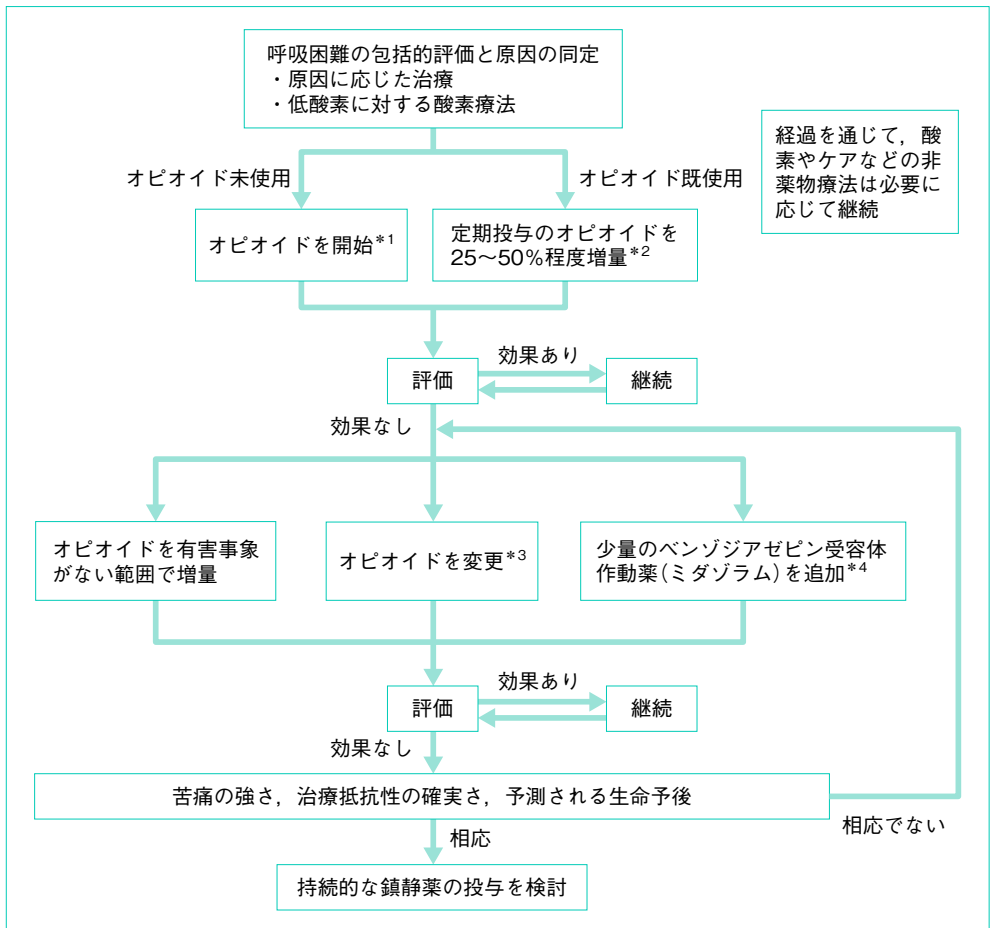 呼吸困難の包括的評価と原因の同定
・原因に応じた治療
・低酸素に対する酸素療法
経過を通じて，酸
素やケアなどの非
薬物療法は必要に
応じて継続
オピオイド未使用
オピオイド既使用
オピオイドを開始*1
定期投与のオピオイドを
25～50％程度増量*2
評価
効果あり
継続
効果なし
オピオイドを有害事象
がない範囲で増量
オピオイドを変更*3
少量のベンゾジアゼピン受容体
作動薬（ミダゾラム）を追加*4
評価
効果あり
継続
効果なし
苦痛の強さ，治療抵抗性の確実さ，予測される生命予後
相応でない
相応
持続的な鎮静薬の投与を検討